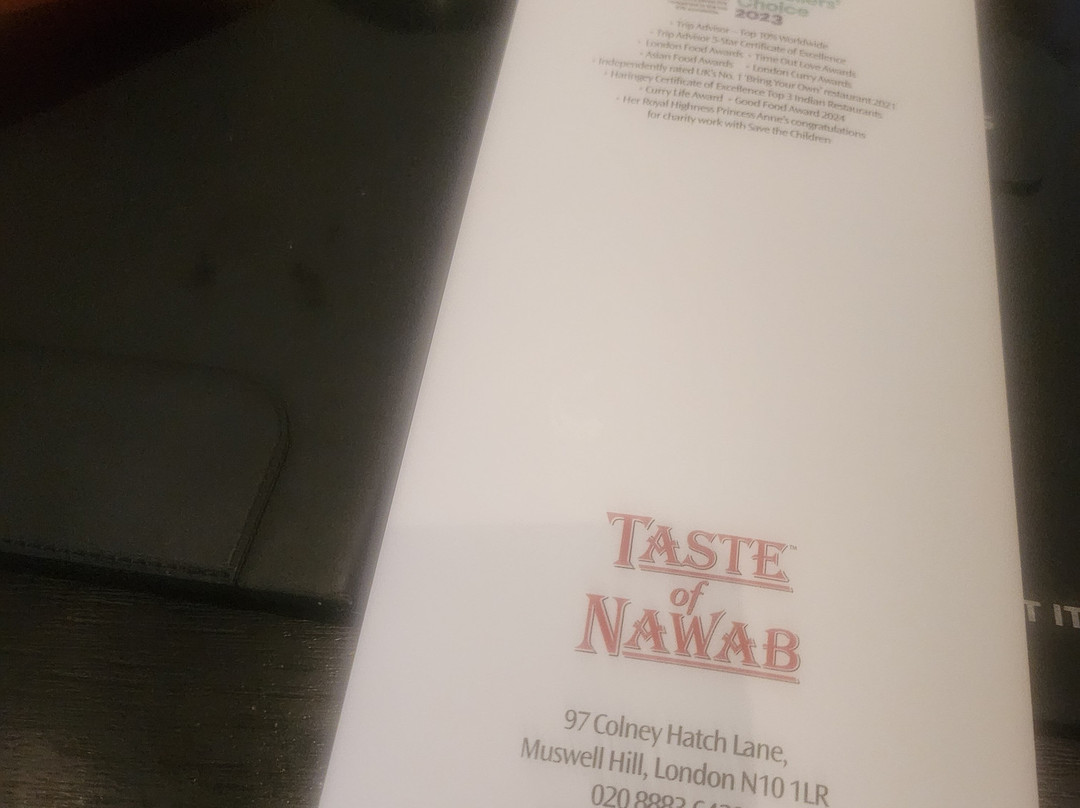 Choice
2023
• Trip Advisor - Top 10% Worldwide
• Trip Advisor 5-Star Certificate of Excellence
• London Food Awards • Time Out Love Awards
• Asian Food Awards • London Curry Awards
• Independently rated UK's No. 1 'Bring Your Own' restaurant 2021
• Haringey Certificate of Excellence Top 3 Indian Restaurants
• Curry Life Award • Good Food Award 2024
• Her Royal Highness Princess Anne's congratulations
for charity work with Save the Children
TASTE™
of
NAWAB
97 Colney Hatch Lane,
Muswell Hill, London N10 1LR
020 8883
T IT